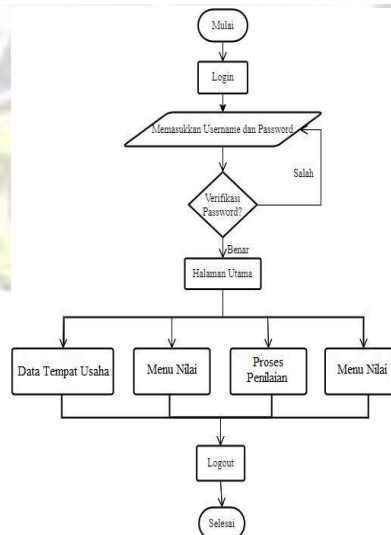 Mulai
Login
Memasukkan Username dan Password
Salah
Verifikasi
Password?
Benar
Halaman Utama
Data Tempat Usaha
Menu Nilai
Proses
Penilaian
Menu Nilai
Logout
Selesai